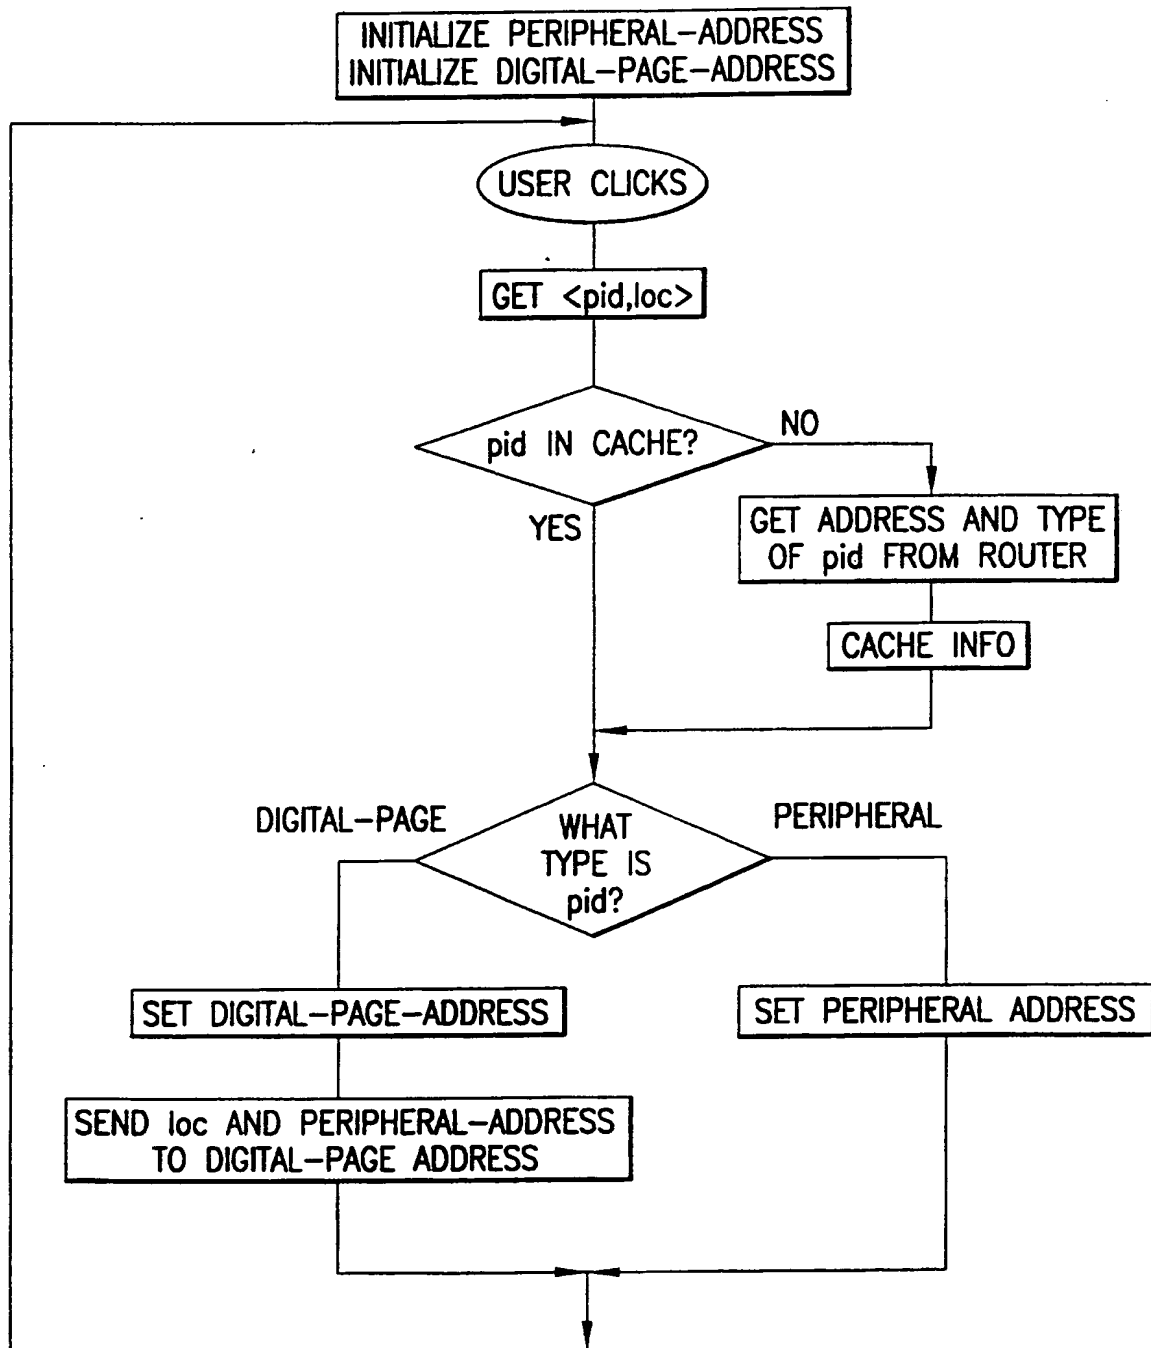 INITIALIZE PERIPHERAL-ADDRESS
INITIALIZE DIGITAL-PAGE-ADDRESS
USER CLICKS
GET <pid,loc>
pid IN CACHE?
NO
YES
GET ADDRESS AND TYPE
OF pid FROM ROUTER
CACHE INFO
DIGITAL-PAGE
WHAT
TYPE IS
pid?
PERIPHERAL
SET DIGITAL-PAGE-ADDRESS
SET PERIPHERAL ADDRESS
SEND loc AND PERIPHERAL-ADDRESS
TO DIGITAL-PAGE ADDRESS